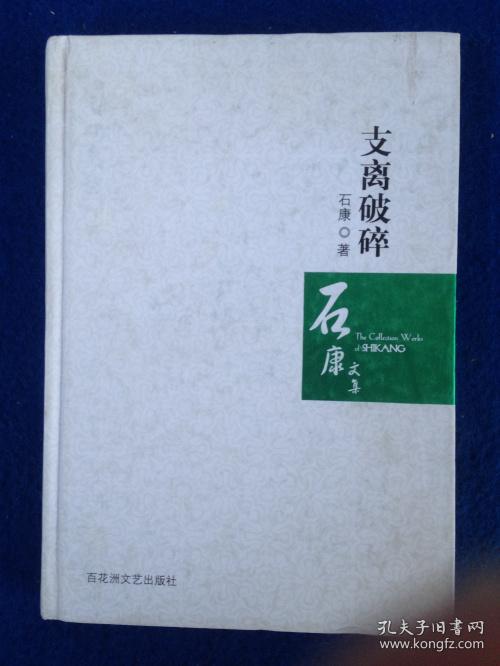 支离破碎
石康◎著
石康文集
The Collection Works
of SHIKANG
百花洲文艺出版社
孔夫子旧书网
www.kongfz.com